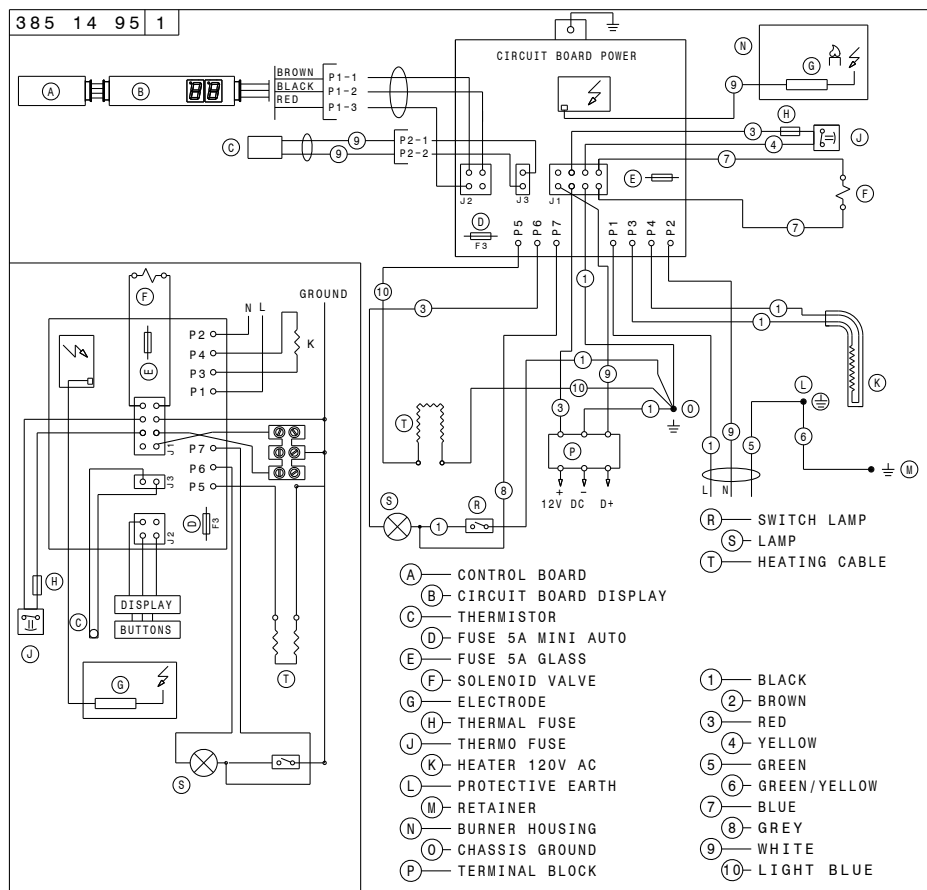 385 14 95 1
CIRCUIT BOARD POWER
N
G
A
B
BROWN
BLACK
RED
P1-1
P1-2
P1-3
9
H
J
3
4
C
9
9
P2-1
P2-2
7
F
7
J2
J3
J1
E
D
F3
P5
P6
P7
P1
P3
P4
P2
10
3
1
1
1
K
1
10
9
T
3
1
O
P
12V DC
+
-
D+
8
S
1
R
1
9
5
L
6
M
L
N
F
N
L
GROUND
E
P2
P4
P3
P1
K
J1
P7
P6
P5
J3
D
F3
J2
H
C
J
DISPLAY
BUTTONS
G
T
S
R SWITCH LAMP
S LAMP
T HEATING CABLE
A CONTROL BOARD
B CIRCUIT BOARD DISPLAY
C THERMISTOR
D FUSE 5A MINI AUTO
E FUSE 5A GLASS
F SOLENOID VALVE
G ELECTRODE
H THERMAL FUSE
J THERMO FUSE
K HEATER 120V AC
L PROTECTIVE EARTH
M RETAINER
N BURNER HOUSING
O CHASSIS GROUND
P TERMINAL BLOCK
1 BLACK
2 BROWN
3 RED
4 YELLOW
5 GREEN
6 GREEN/YELLOW
7 BLUE
8 GREY
9 WHITE
10 LIGHT BLUE